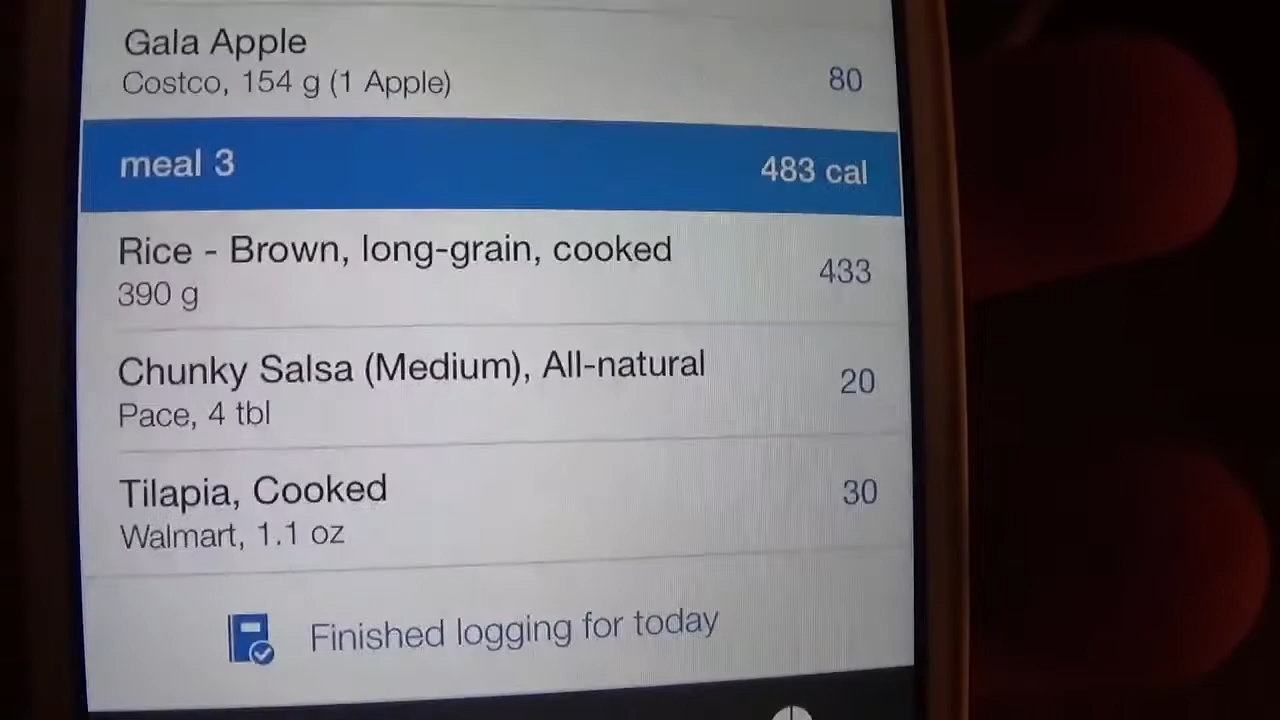 Gala Apple
Costco, 154 g (1 Apple)
80
meal 3
483 cal
Rice - Brown, long-grain, cooked
390 g
433
Chunky Salsa (Medium), All-natural
Pace, 4 tbl
20
Tilapia, Cooked
Walmart, 1.1 oz
30
Finished logging for today